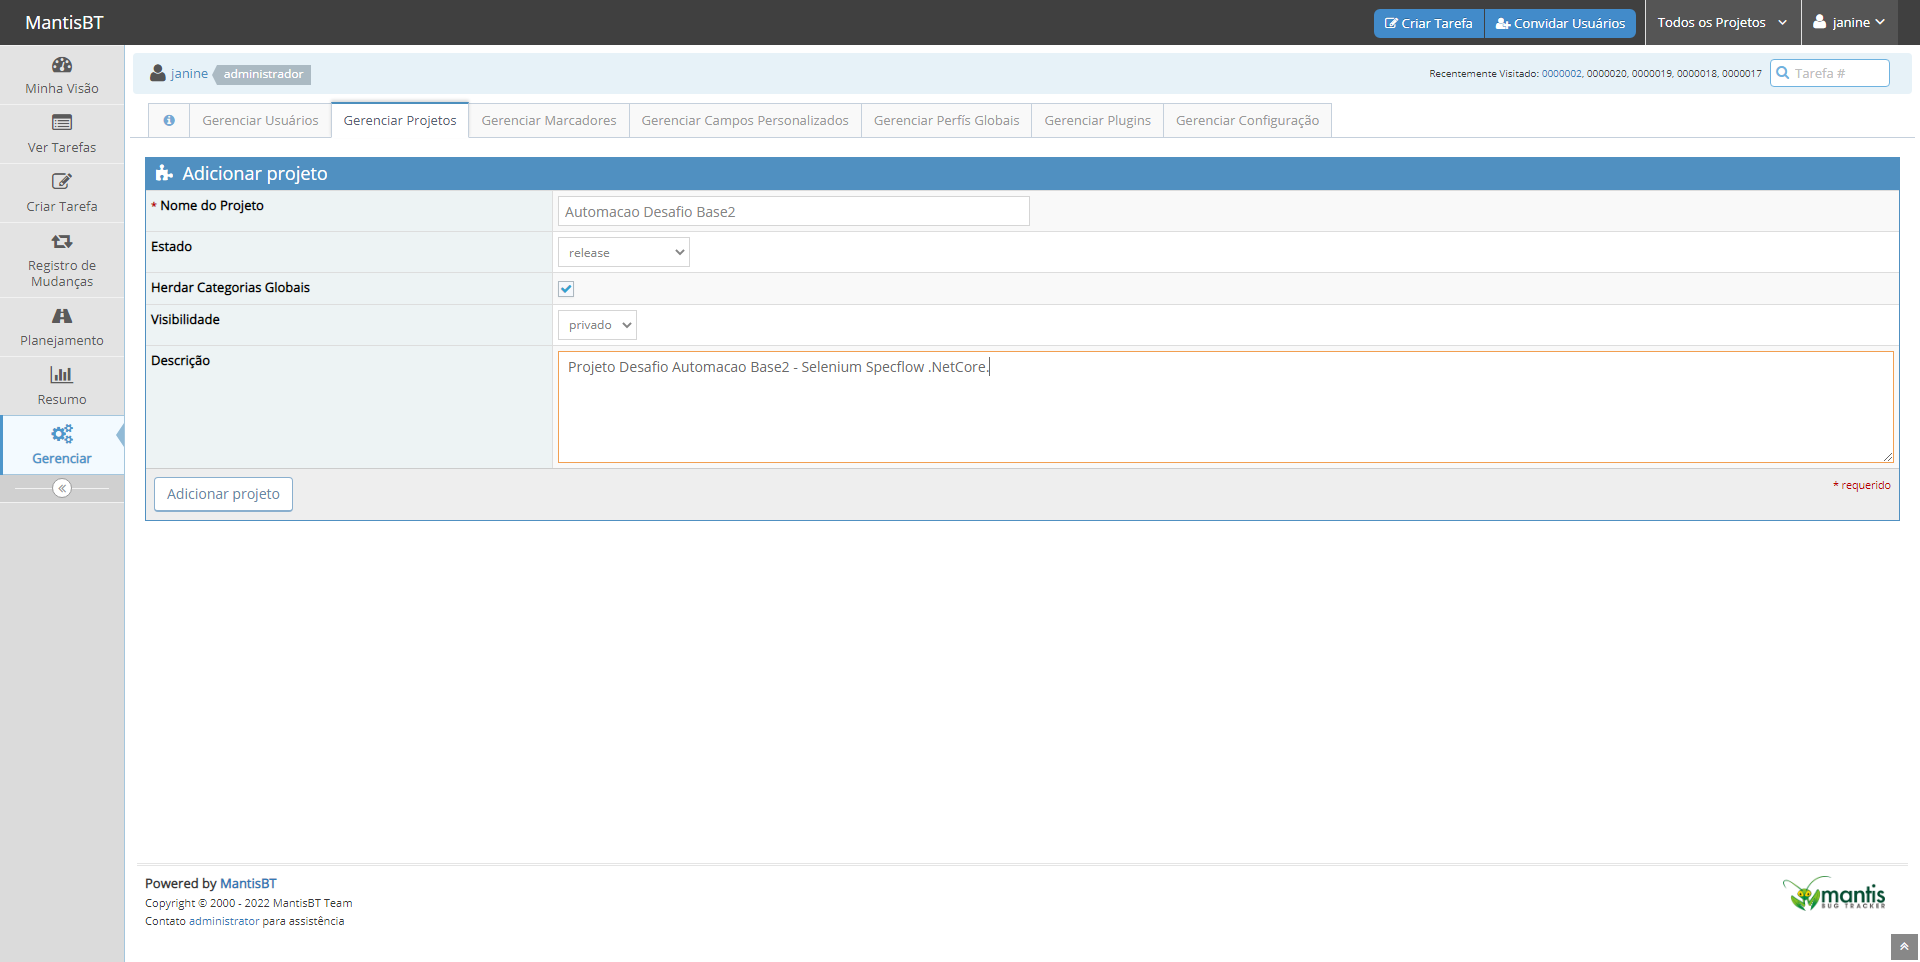 MantisBT
Criar Tarefa
Convidar Usuários
Todos os Projetos
janine
Minha Visão
Ver Tarefas
Criar Tarefa
Registro de
Mudanças
Planejamento
Resumo
Gerenciar
janine
administrador
Recentemente Visitado: 0000002, 0000020, 0000019, 0000018, 0000017
Tarefa #
Gerenciar Usuários
Gerenciar Projetos
Gerenciar Marcadores
Gerenciar Campos Personalizados
Gerenciar Perfís Globais
Gerenciar Plugins
Gerenciar Configuração
Adicionar projeto
* Nome do Projeto
Automacao Desafio Base2
Estado
release
Herdar Categorias Globais
Visibilidade
privado
Descrição
Projeto Desafio Automacao Base2 - Selenium Specflow .NetCore.
Adicionar projeto
* requerido
Powered by MantisBT
Copyright © 2000 - 2022 MantisBT Team
Contato administrator para assistência
mantis
BUG TRACKER